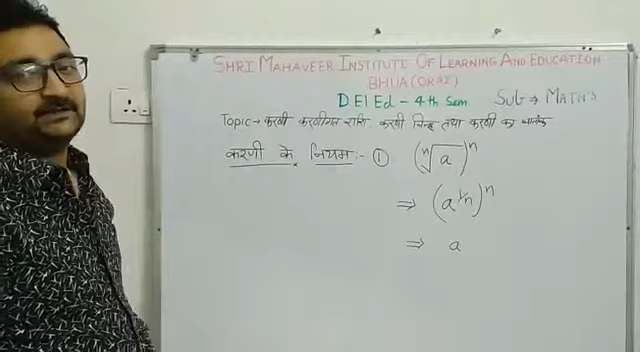 SHRI MAHAVEER INSTITUTE OF LEARNING AND EDUCATION
BHUA (ORAI)
D El Ed - 4th Sem Sub → MATH'S
Topic → करणी करणीगत राशि, करणी चिन्ह तथा करणी का घातांक
करणी के नियम :- ① (ⁿ√a)ⁿ
⇒ (a^{1/n})ⁿ
⇒ a